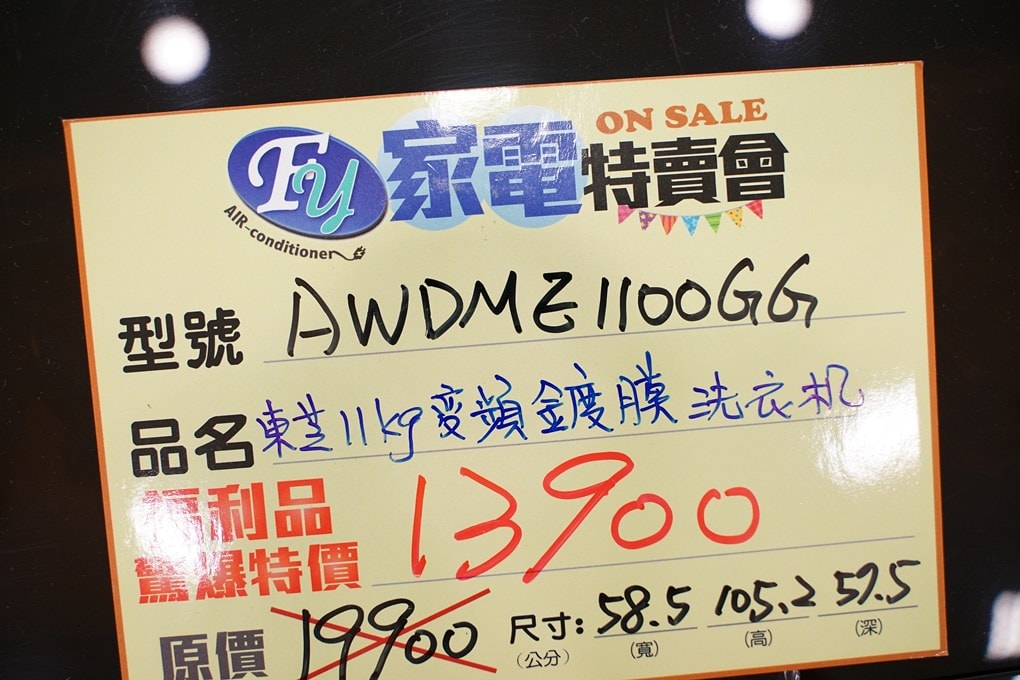 ON SALE
Fy 家電特賣會
AIR-conditioner
型號 AWDME1100GG
品名 東芝11kg變頻鍍膜洗衣机
福利品 13900
驚爆特價
原價 19900 尺寸: 58.5 105.2 57.5
(公分) (寬) (高) (深)